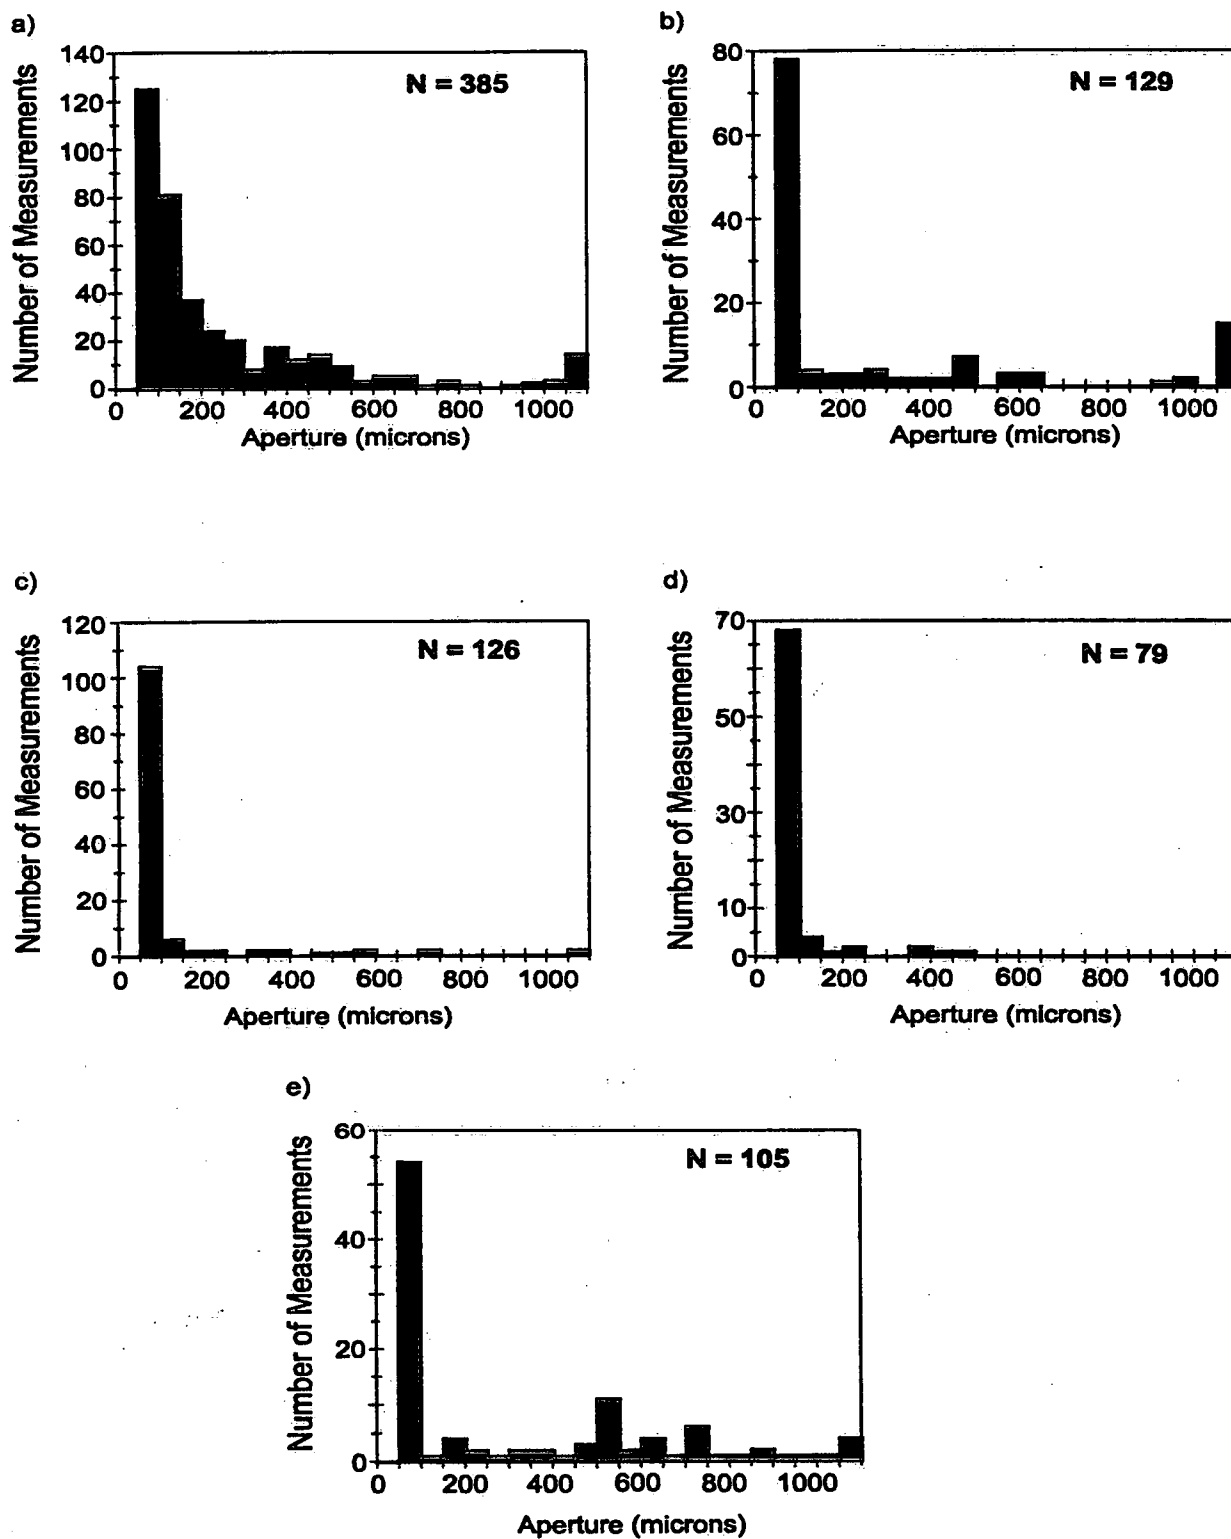 a)
140
120
100
80
60
40
20
0
Number of Measurements
N = 385
0 200 400 600 800 1000
Aperture (microns)
b)
80
60
40
20
0
Number of Measurements
N = 129
0 200 400 600 800 1000
Aperture (microns)
c)
120
100
80
60
40
20
0
Number of Measurements
N = 126
0 200 400 600 800 1000
Aperture (microns)
d)
70
50
30
10
0
Number of Measurements
N = 79
0 200 400 600 800 1000
Aperture (microns)
e)
60
40
20
0
Number of Measurements
N = 105
0 200 400 600 800 1000
Aperture (microns)